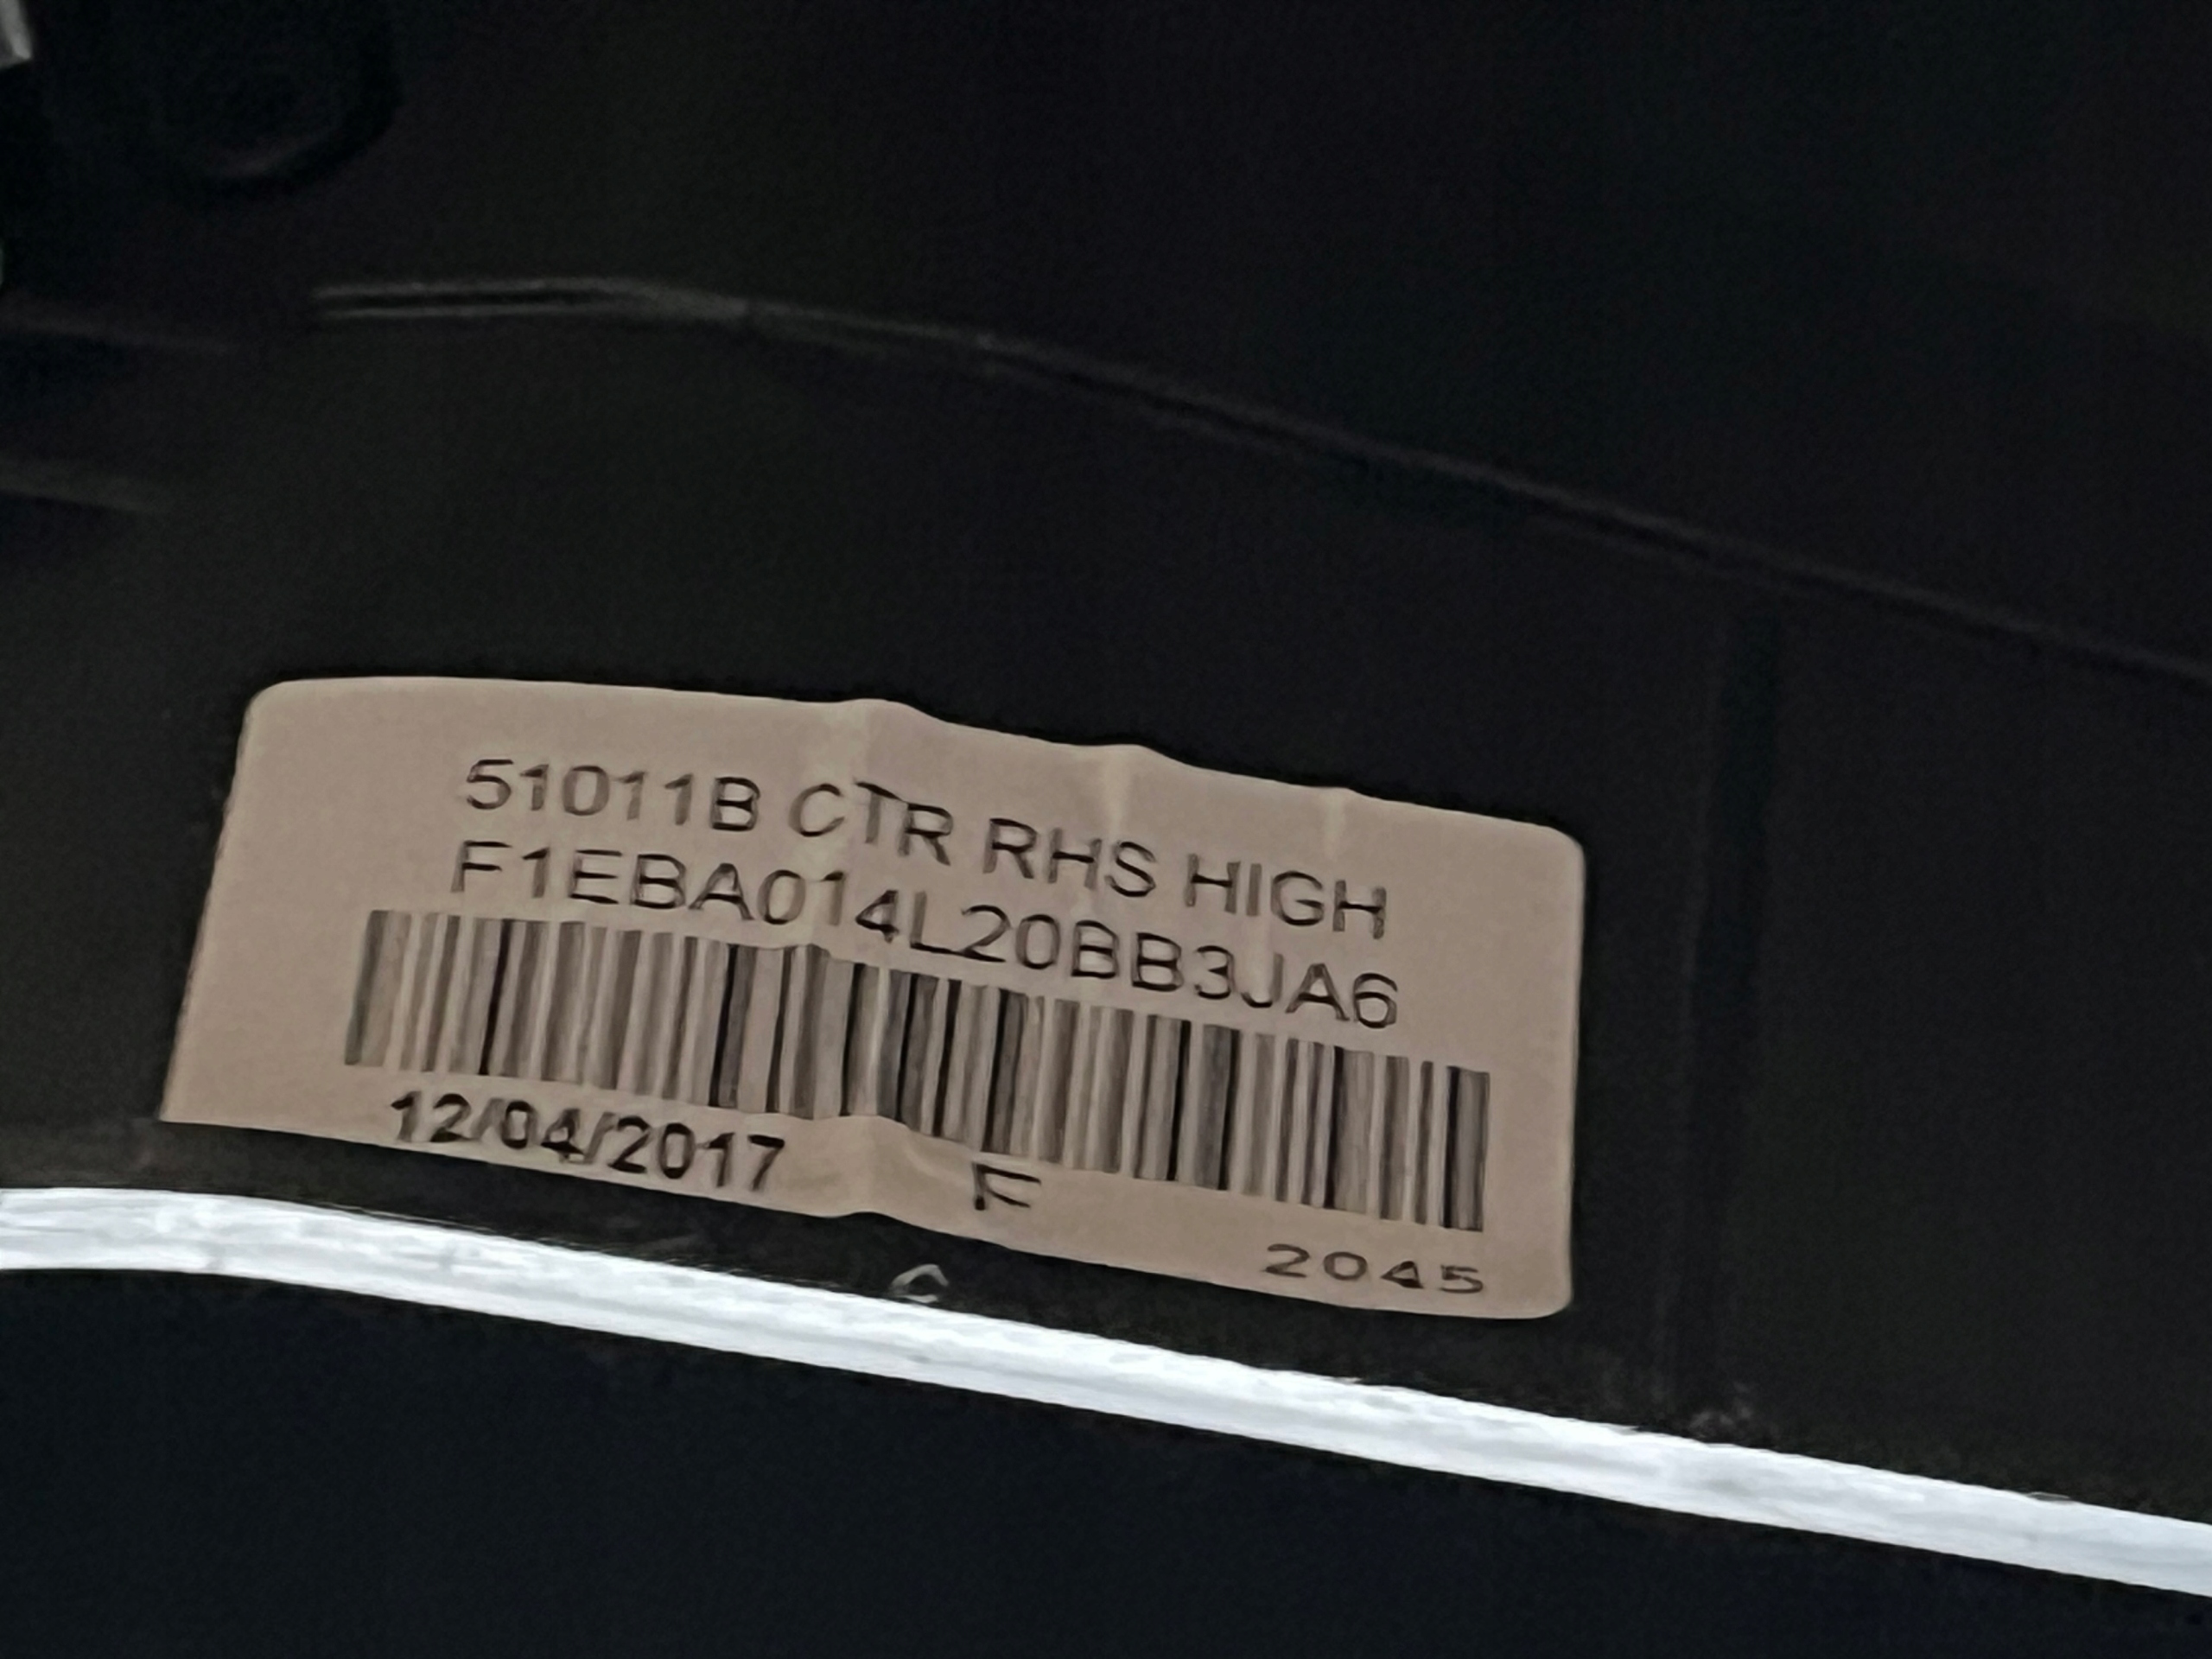 51011B CTR RHS HIGH
F1EBA014L20BB3JA6
12/04/2017 F 2045